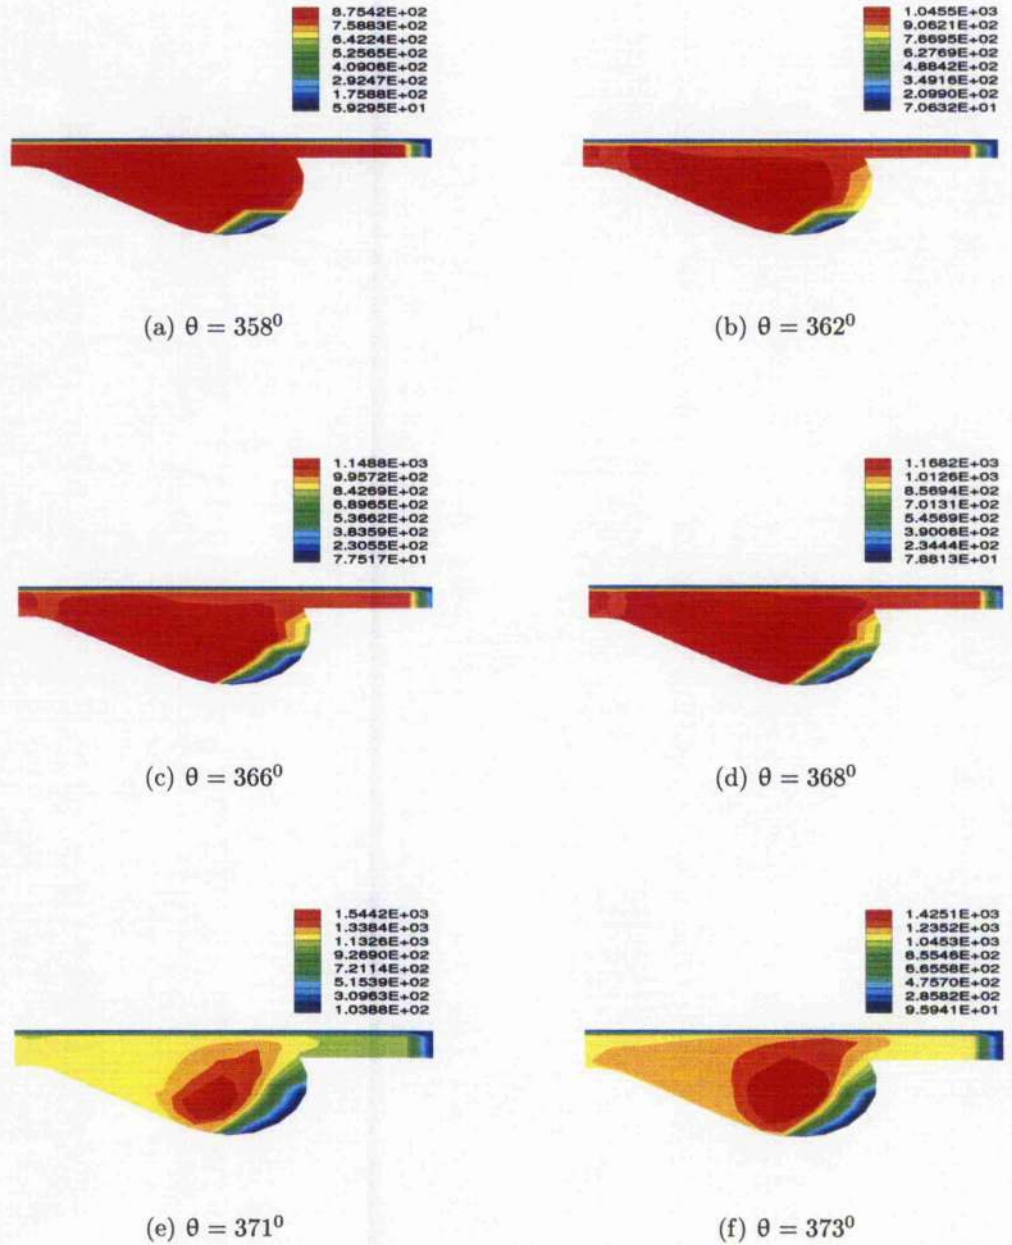 8.7542E+02
7.5883E+02
6.4224E+02
5.2565E+02
4.0906E+02
2.9247E+02
1.7588E+02
5.9295E+01
(a) θ = 358⁰
1.0455E+03
9.0621E+02
7.6695E+02
6.2769E+02
4.8842E+02
3.4916E+02
2.0990E+02
7.0632E+01
(b) θ = 362⁰
1.1488E+03
9.9572E+02
8.4269E+02
6.8965E+02
5.3662E+02
3.8359E+02
2.3055E+02
7.7517E+01
(c) θ = 366⁰
1.1682E+03
1.0126E+03
8.5694E+02
7.0131E+02
5.4569E+02
3.9006E+02
2.3444E+02
7.8813E+01
(d) θ = 368⁰
1.5442E+03
1.3384E+03
1.1326E+03
9.2690E+02
7.2114E+02
5.1539E+02
3.0963E+02
1.0388E+02
(e) θ = 371⁰
1.4251E+03
1.2352E+03
1.0453E+03
8.5546E+02
6.6558E+02
4.7570E+02
2.8582E+02
9.5941E+01
(f) θ = 373⁰